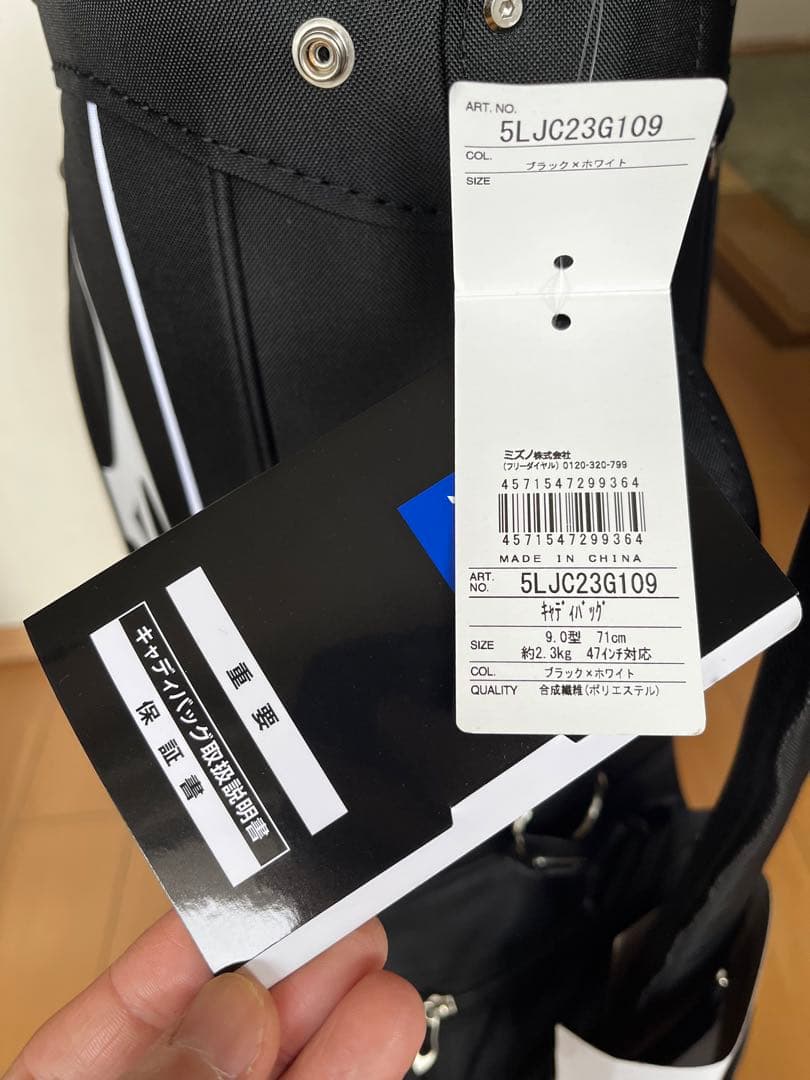 ART. NO.
5LJC23G109
COL.
ブラック×ホワイト
SIZE
ミズノ株式会社
(フリーダイヤル) 0120-320-799
4571547299364
4571547299364
MADE IN CHINA
ART. NO. 5LJC23G109
ｷｬﾃﾞｨﾊﾞｯｸﾞ
SIZE 9.0型 71cm
約2.3kg 47ｲﾝﾁ対応
COL. ブラック×ホワイト
QUALITY 合成繊維(ポリエステル)
重要
キャディバッグ取扱説明書
保証書